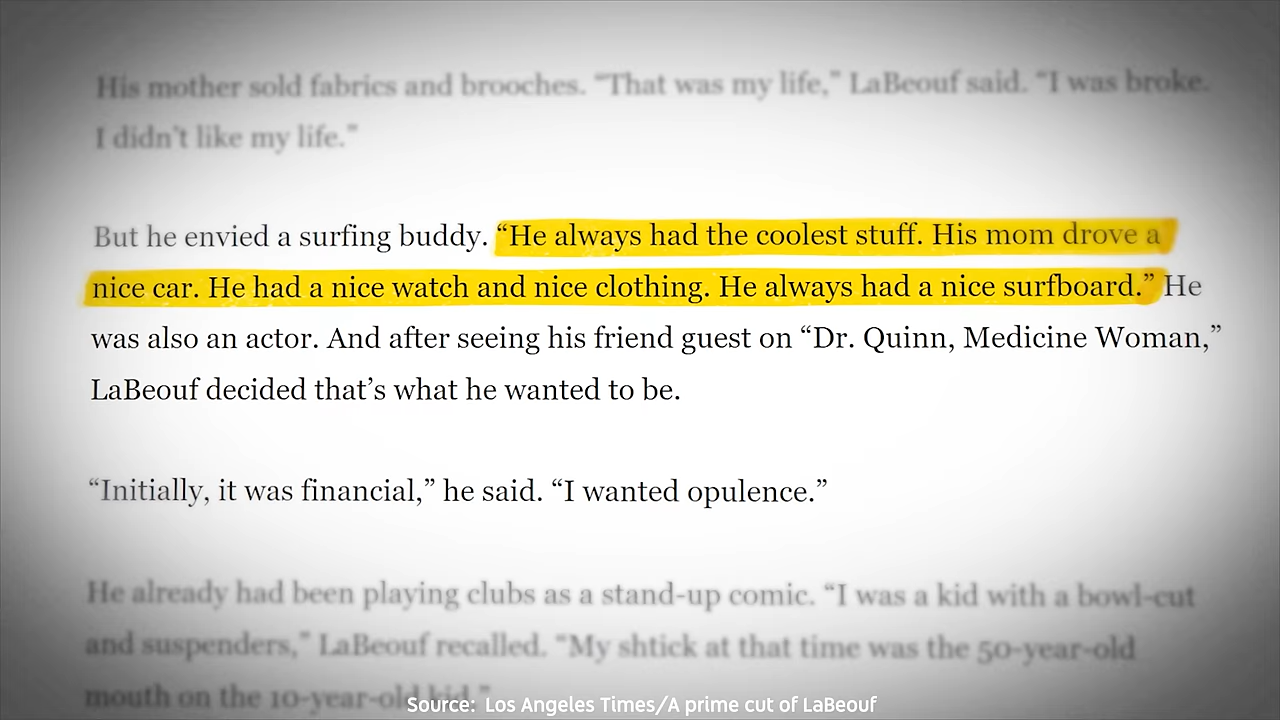 His mother sold fabrics and brooches. “That was my life,” LaBeouf said. “I was broke.
I didn’t like my life.”
But he envied a surfing buddy. “He always had the coolest stuff. His mom drove a
nice car. He had a nice watch and nice clothing. He always had a nice surfboard.” He
was also an actor. And after seeing his friend guest on “Dr. Quinn, Medicine Woman,”
LaBeouf decided that’s what he wanted to be.
“Initially, it was financial,” he said. “I wanted opulence.”
He already had been playing clubs as a stand-up comic. “I was a kid with a bowl-cut
and suspenders,” LaBeouf recalled. “My shtick at that time was the 50-year-old
mouth on the 10-year-old kid.”
Source: Los Angeles Times/A prime cut of LaBeouf